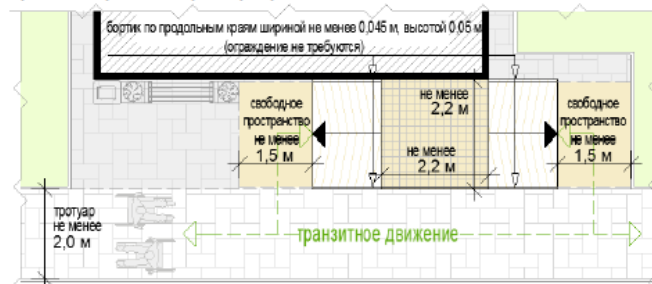 бортик по продольным краям шириной не менее 0,045 м, высотой 0,05 м
(ограждение не требуются)
свободное
пространство
не менее
1,5 м
не менее
2,2 м
не менее
2,2 м
свободное
пространство
не менее
1,5 м
тротуар
не менее
2,0 м
транзитное движение